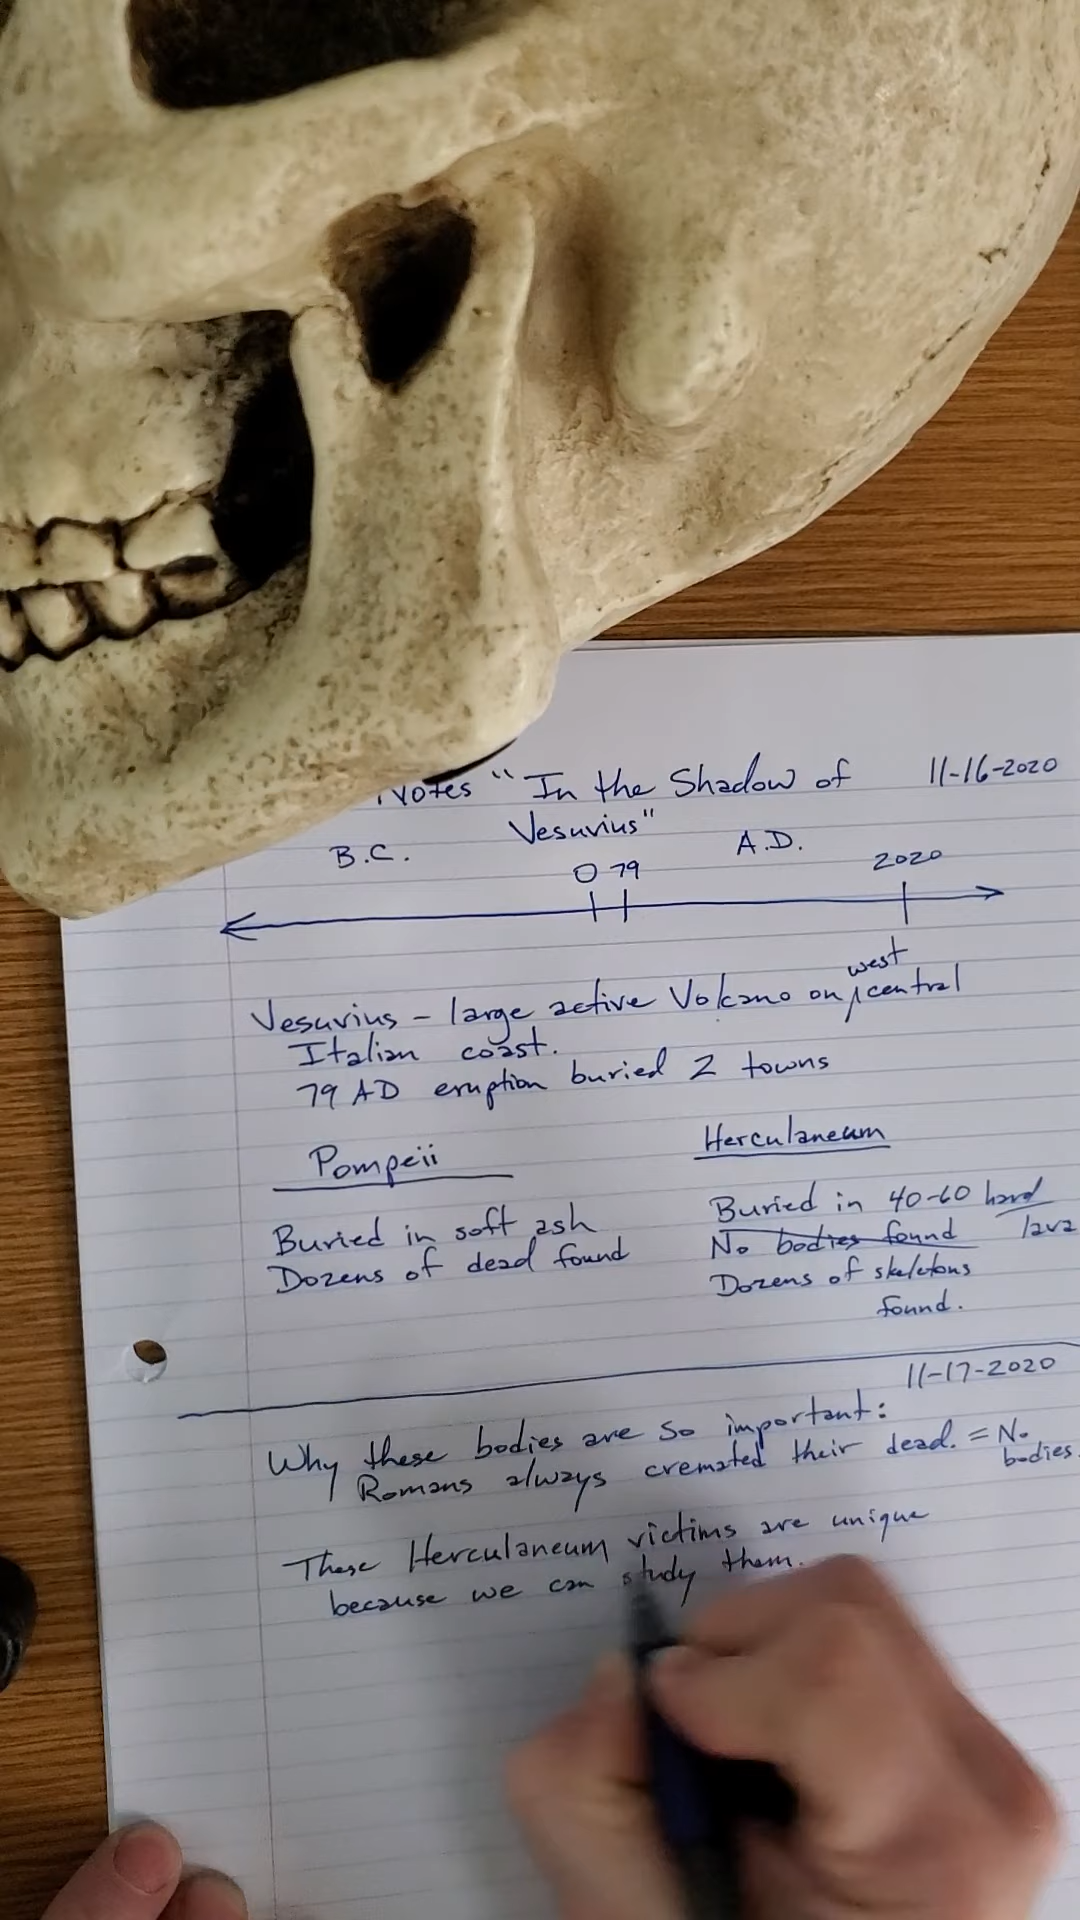 Notes "In the Shadow of 11-16-2020
Vesuvius"
B.C. A.D.
0 79 2020
west
Vesuvius - large active Volcano on central
Italian coast.
79 AD eruption buried 2 towns
Pompeii Herculaneum
Buried in soft ash Buried in 40-60 hard
Dozens of dead found No bodies found lava
Dozens of skeletons
found.
11-17-2020
Why these bodies are so important:
Romans always cremated their dead. = No
bodies.
These Herculaneum victims are unique
because we can study them.